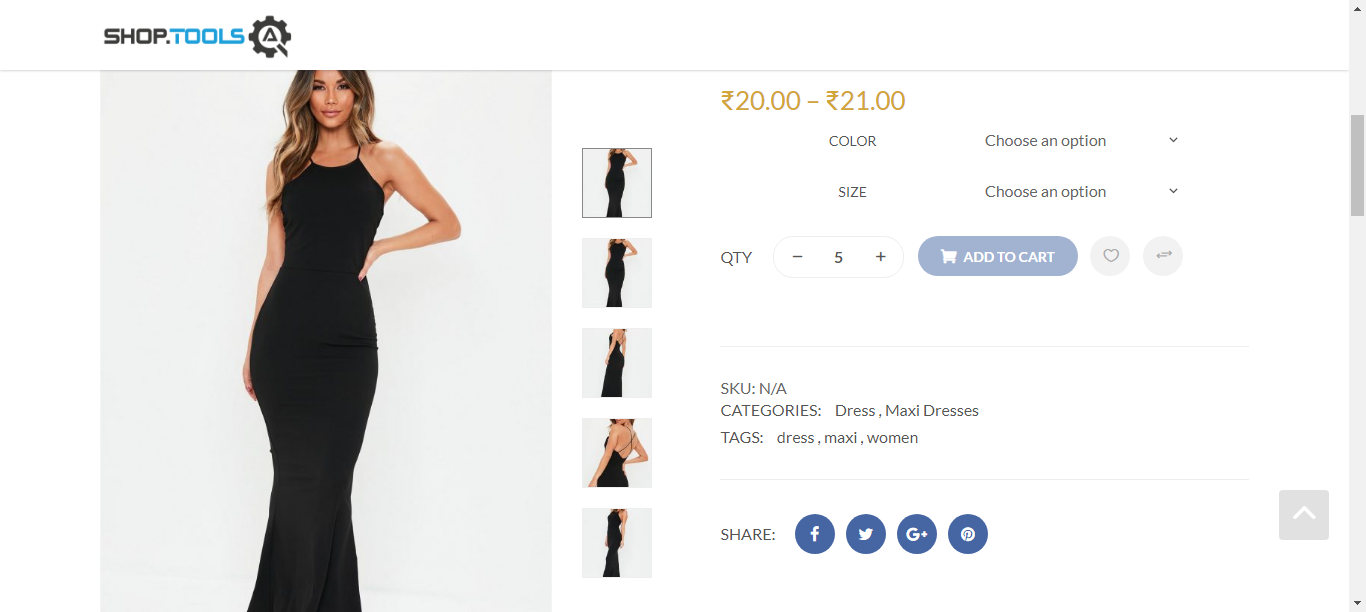 SHOP.TOOLS
₹20.00 – ₹21.00
COLOR Choose an option
SIZE Choose an option
QTY − 5 + ADD TO CART
SKU: N/A
CATEGORIES: Dress , Maxi Dresses
TAGS: dress , maxi , women
SHARE: